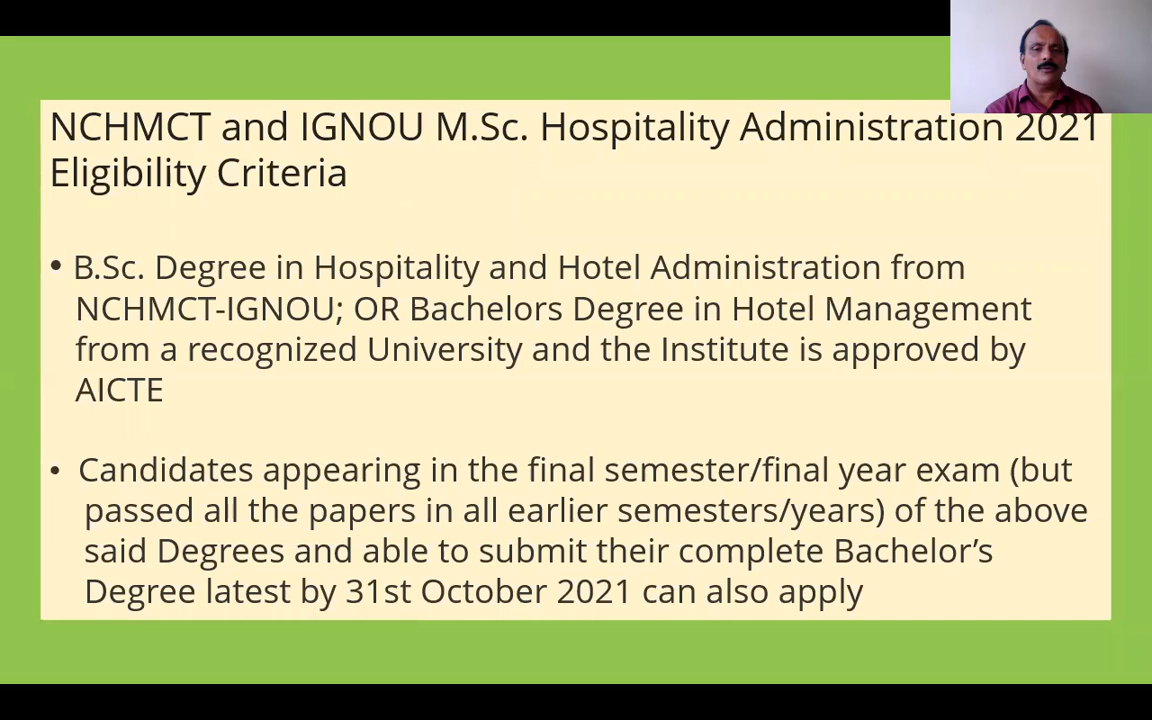 NCHMCT and IGNOU M.Sc. Hospitality Administration 2021
Eligibility Criteria
• B.Sc. Degree in Hospitality and Hotel Administration from
NCHMCT-IGNOU; OR Bachelors Degree in Hotel Management
from a recognized University and the Institute is approved by
AICTE
• Candidates appearing in the final semester/final year exam (but
passed all the papers in all earlier semesters/years) of the above
said Degrees and able to submit their complete Bachelor’s
Degree latest by 31st October 2021 can also apply